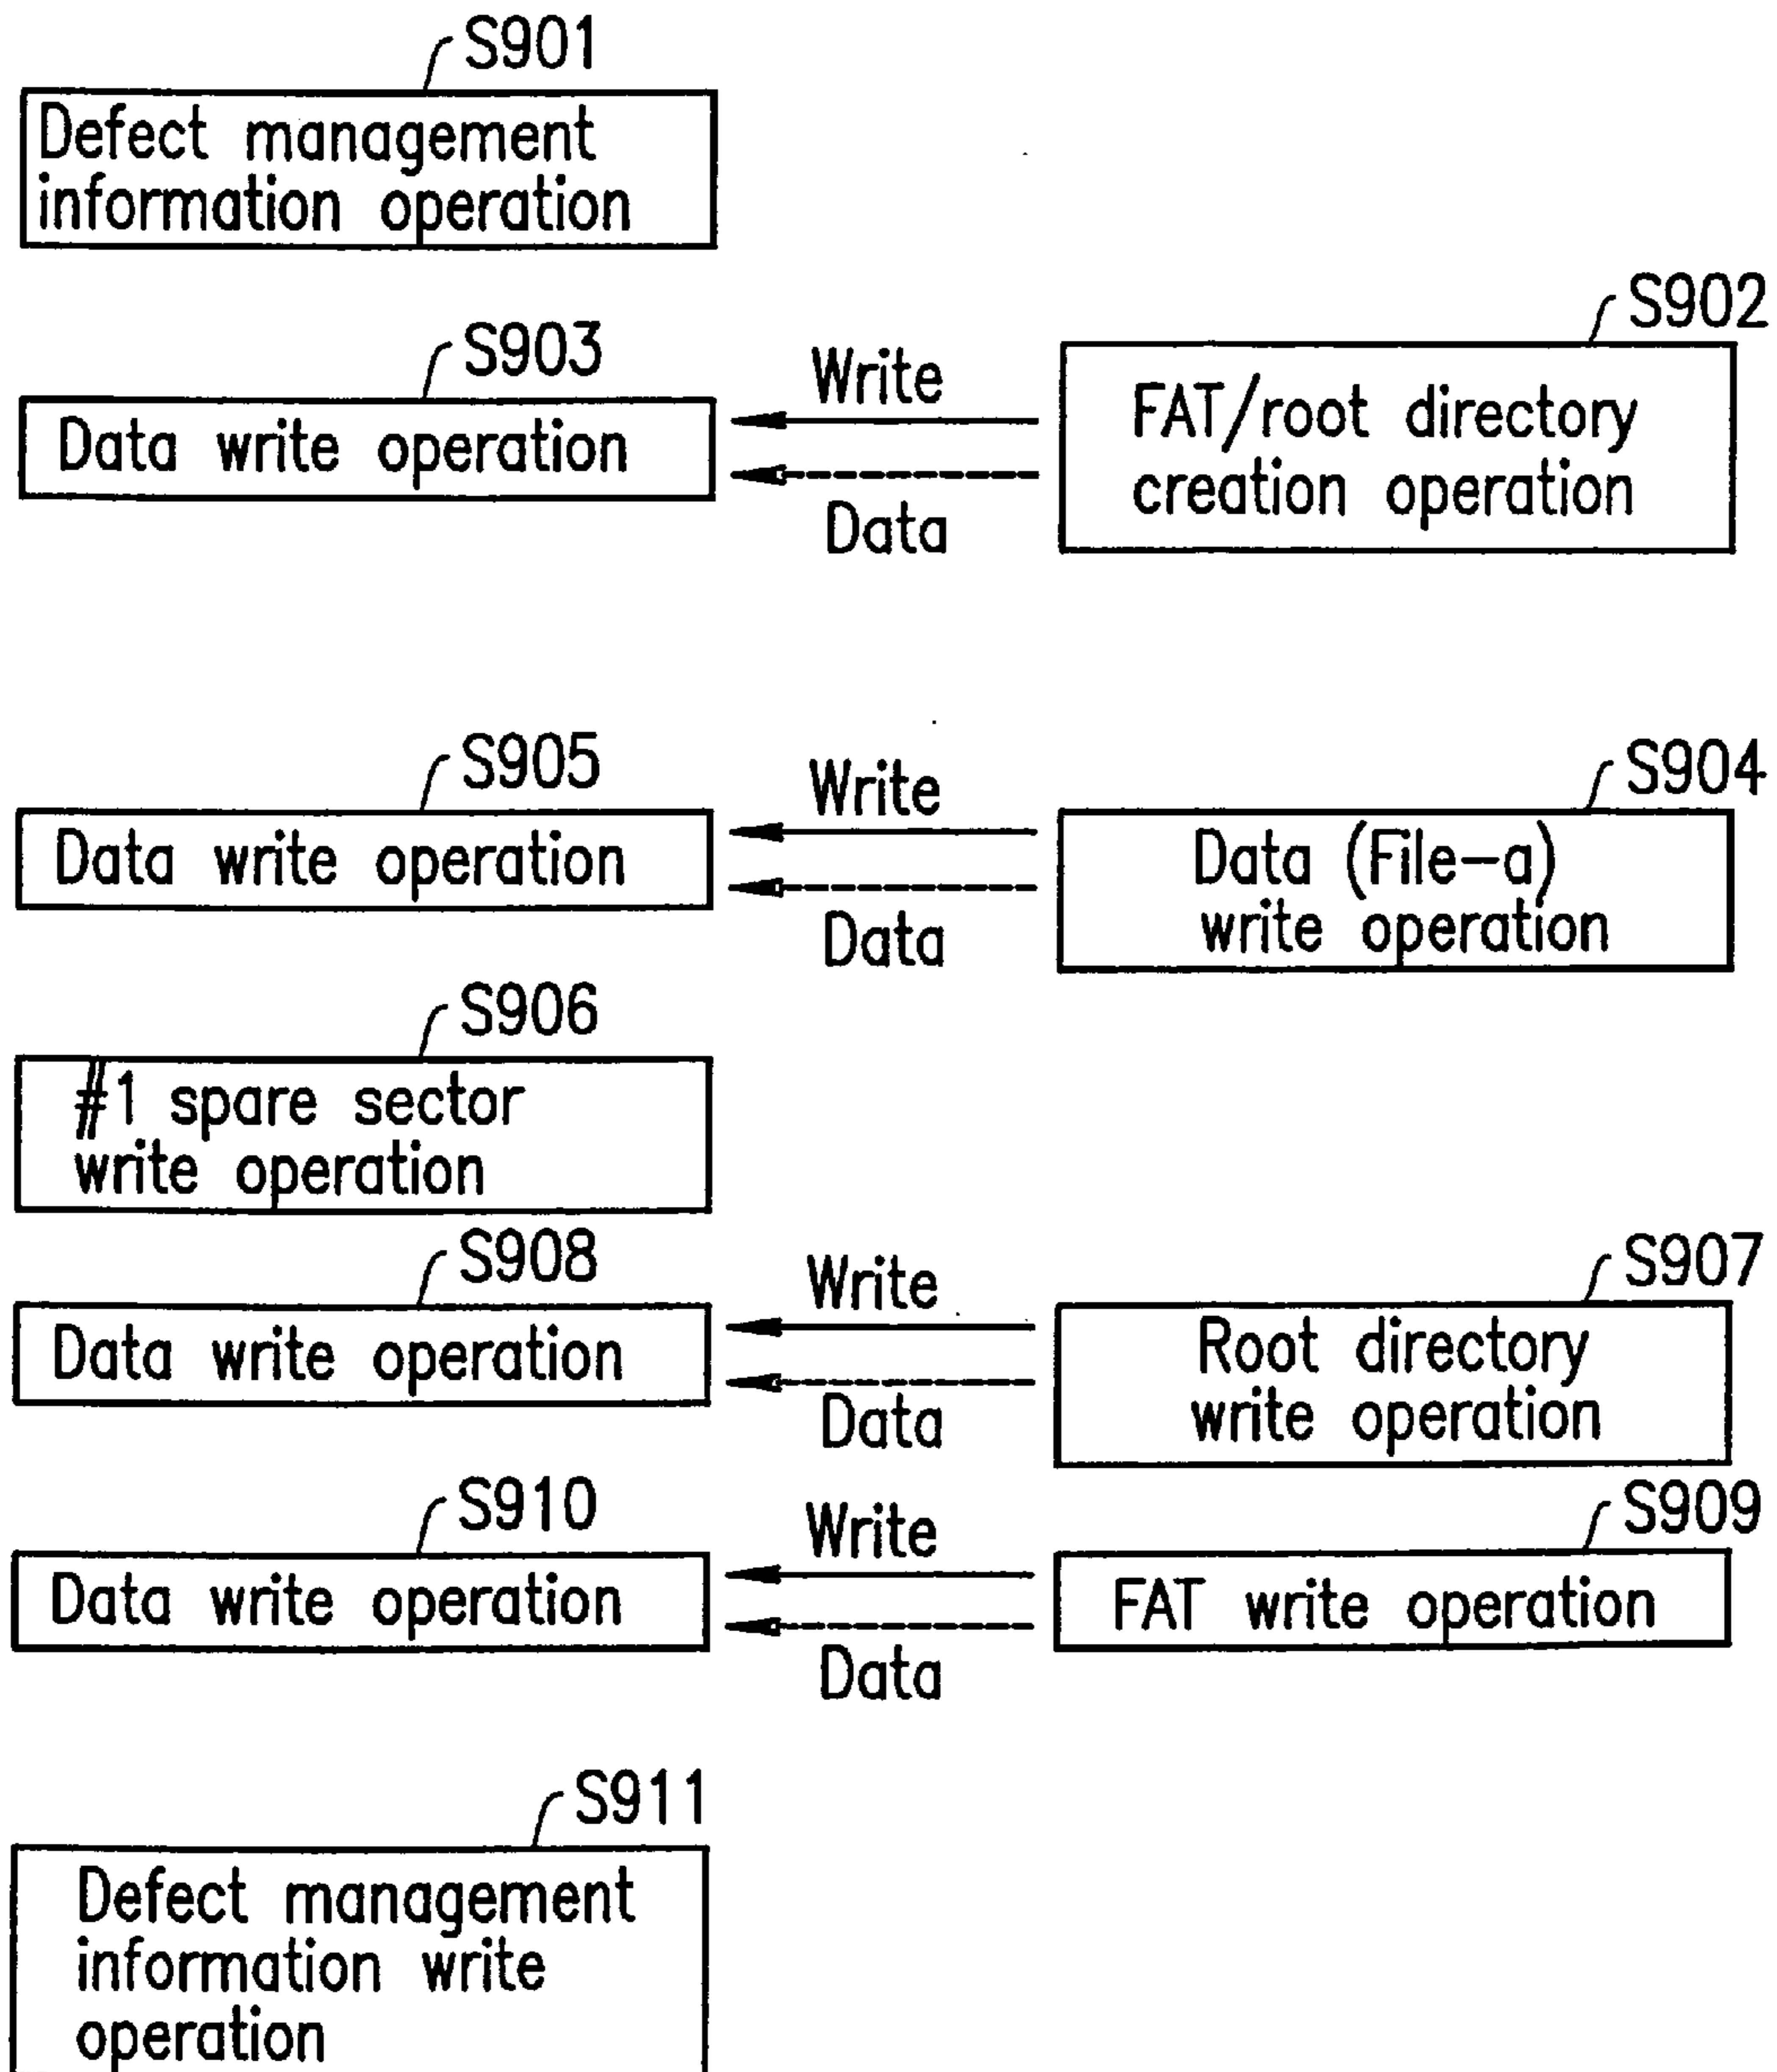 S901
Defect management
information operation
S902
S903
Write
FAT/root directory
Data write operation
creation operation
Data
S905
S904
Write
Data (File-a)
Data write operation
write operation
Data
S906
#1 spare sector
write operation
S908
S907
Write
Root directory
Data write operation
write operation
Data
S910
S909
Write
Data write operation
FAT write operation
Data
S911
Defect management
information write
operation